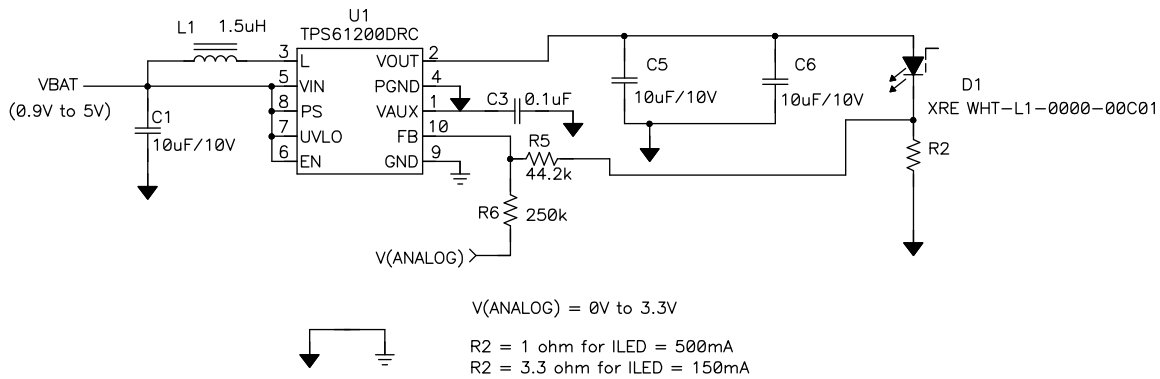 U1
TPS61200DRC
L1
1.5uH
3
L
VOUT
2
VBAT
(0.9V to 5V)
5
VIN
PGND
4
8
PS
VAUX
1
C3
0.1uF
7
UVLO
FB
10
6
EN
GND
9
C1
10uF/10V
C5
10uF/10V
C6
10uF/10V
D1
XRE WHT-L1-0000-00C01
R5
44.2k
R2
R6
250k
V(ANALOG)
V(ANALOG) = 0V to 3.3V
R2 = 1 ohm for ILED = 500mA
R2 = 3.3 ohm for ILED = 150mA